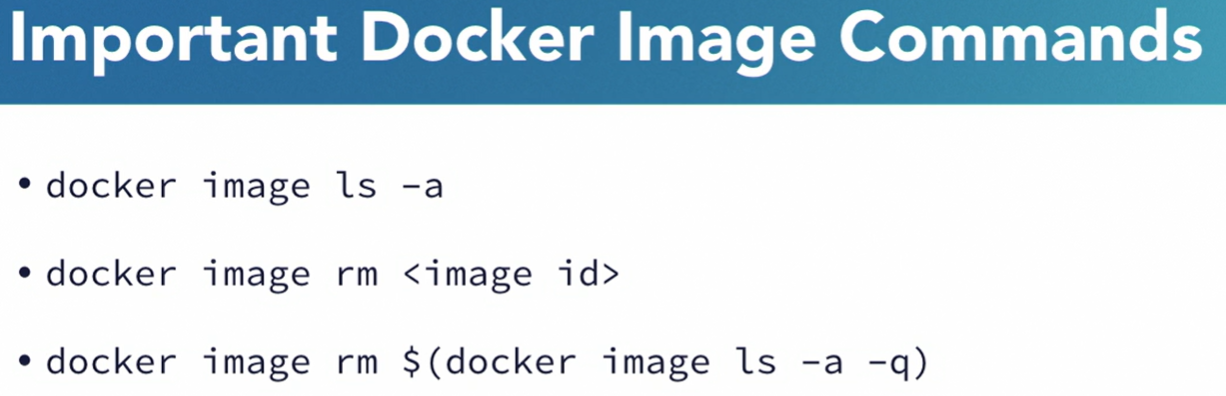 Important Docker Image Commands
• docker image ls -a
• docker image rm <image id>
• docker image rm $(docker image ls -a -q)